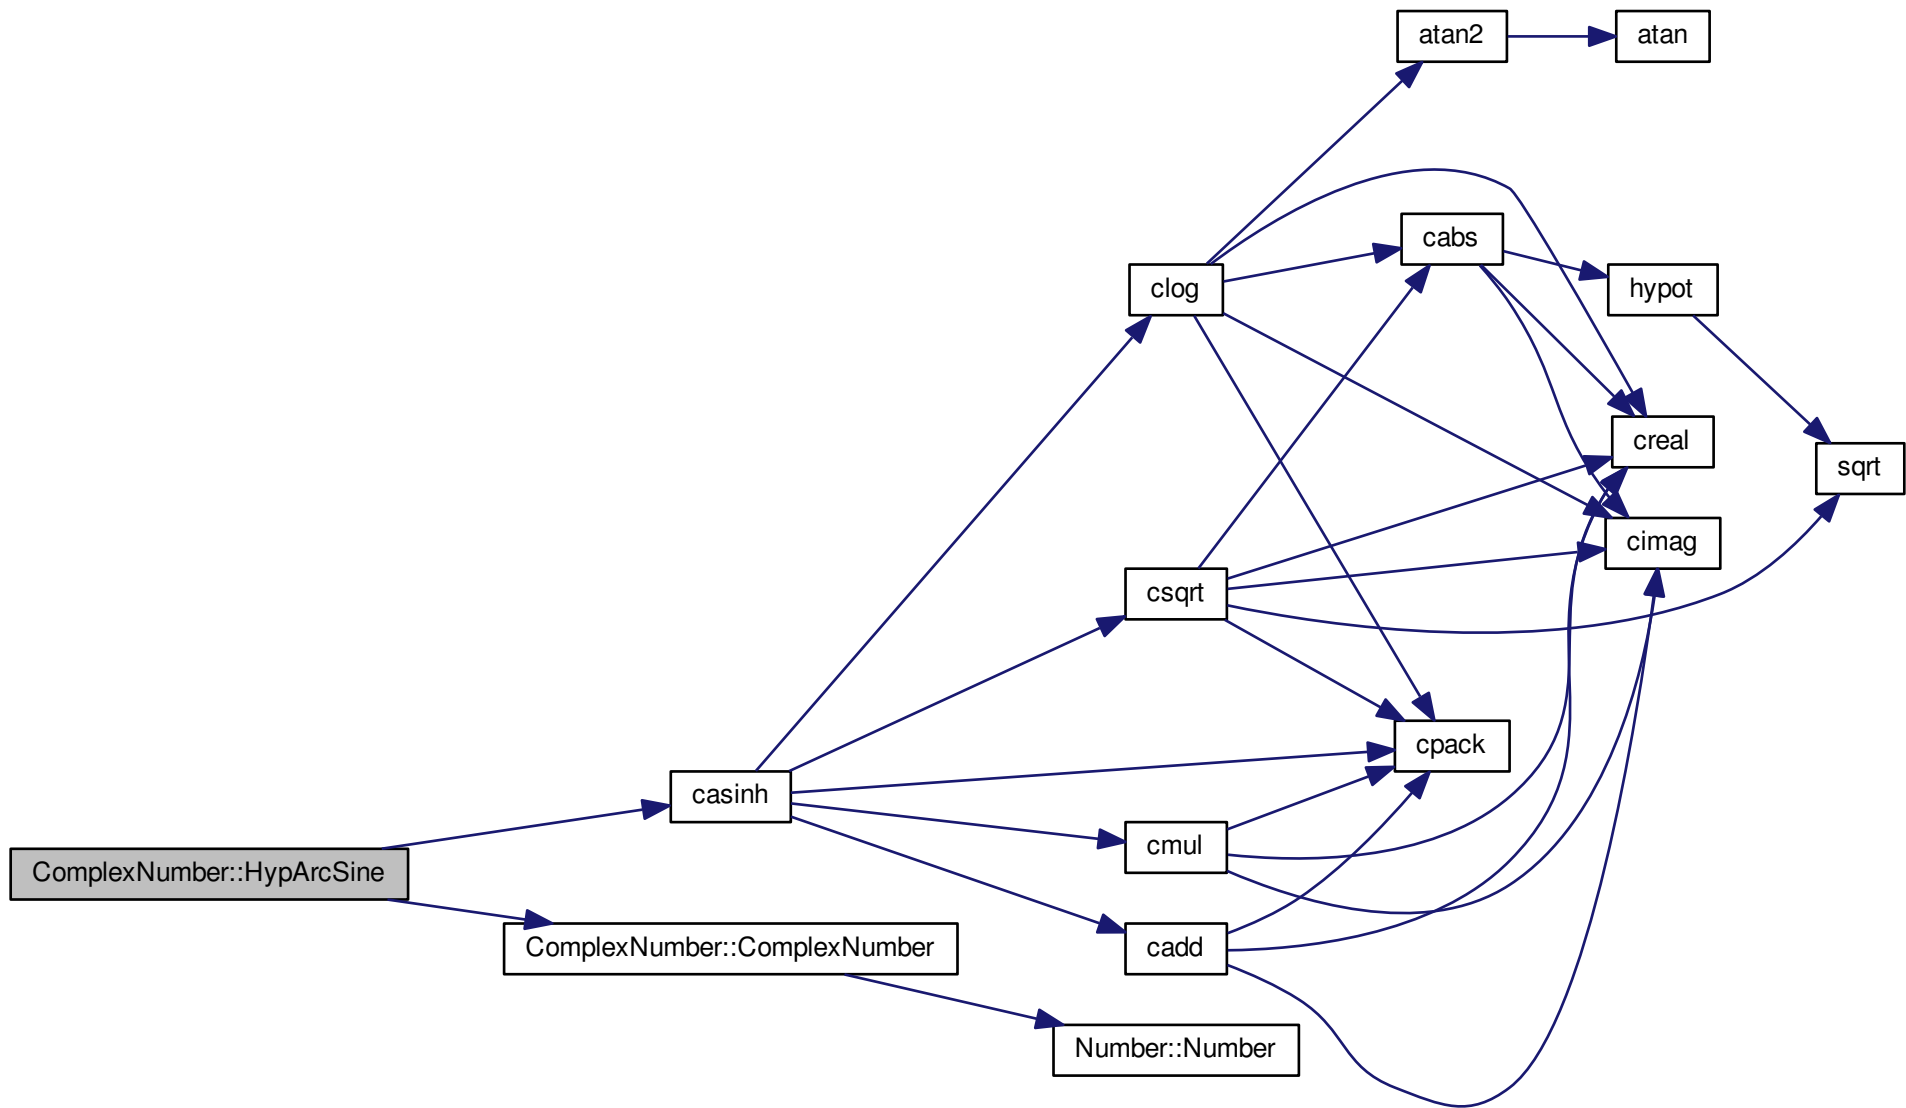 atan2
atan
cabs
clog
hypot
creal
sqrt
cimag
csqrt
cpack
casinh
cmul
ComplexNumber::HypArcSine
ComplexNumber::ComplexNumber
cadd
Number::Number